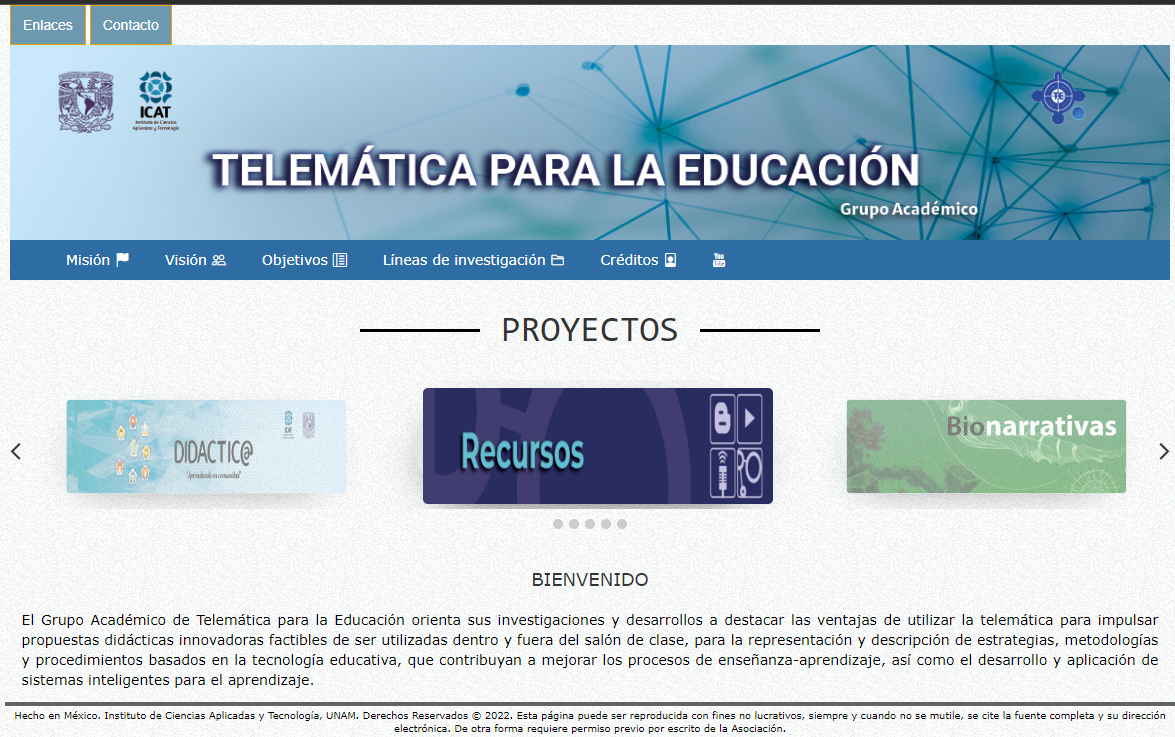 Enlaces
Contacto
ICAT
Instituto de Ciencias
Aplicadas y Tecnología
TE
TELEMÁTICA PARA LA EDUCACIÓN
Grupo Académico
Misión
Visión
Objetivos
Líneas de investigación
Créditos
You
Tube
PROYECTOS
ICAT
DIDACTIC@
"Aprendiendo en comunidad"
Recursos
Bionarrativas
BIENVENIDO
El Grupo Académico de Telemática para la Educación orienta sus investigaciones y desarrollos a destacar las ventajas de utilizar la telemática para impulsar
propuestas didácticas innovadoras factibles de ser utilizadas dentro y fuera del salón de clase, para la representación y descripción de estrategias, metodologías
y procedimientos basados en la tecnología educativa, que contribuyan a mejorar los procesos de enseñanza-aprendizaje, así como el desarrollo y aplicación de
sistemas inteligentes para el aprendizaje.
Hecho en México. Instituto de Ciencias Aplicadas y Tecnología, UNAM. Derechos Reservados © 2022. Esta página puede ser reproducida con fines no lucrativos, siempre y cuando no se mutile, se cite la fuente completa y su dirección
electrónica. De otra forma requiere permiso previo por escrito de la Asociación.